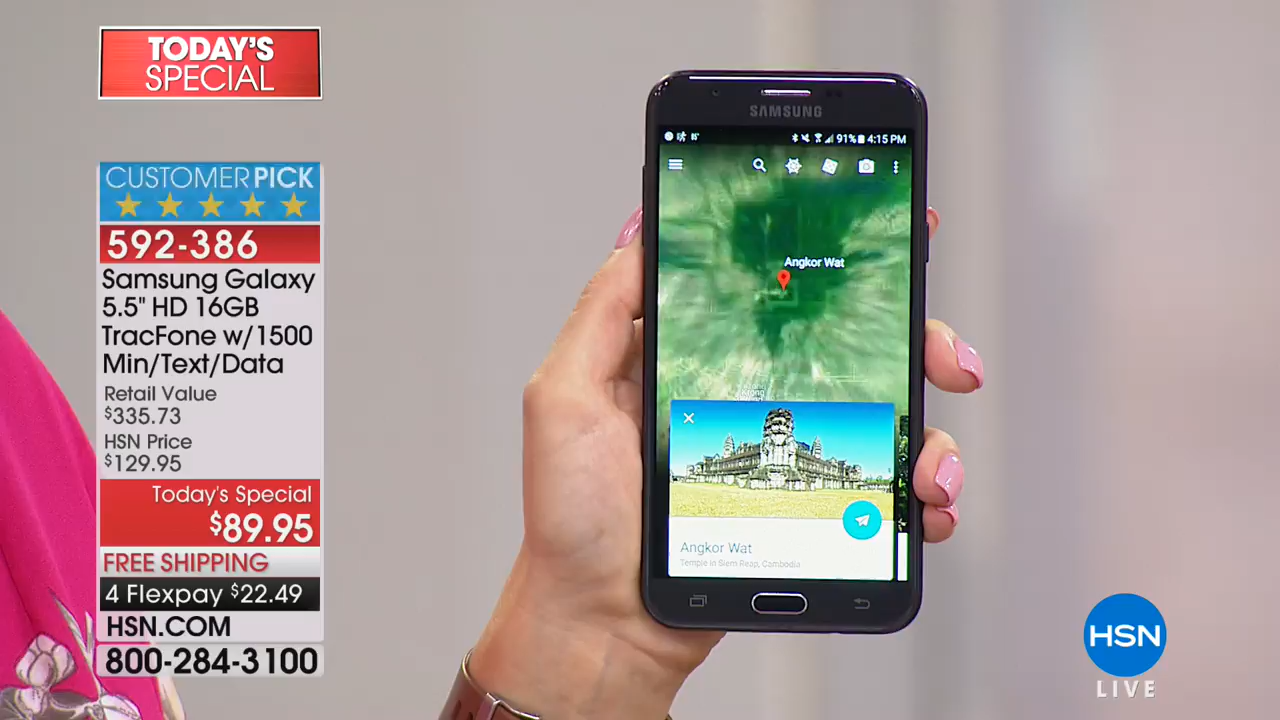 TODAY'S
SPECIAL
CUSTOMER PICK
592-386
Samsung Galaxy
5.5" HD 16GB
TracFone w/1500
Min/Text/Data
Retail Value
$335.73
HSN Price
$129.95
Today's Special
$89.95
FREE SHIPPING
4 Flexpay $22.49
HSN.COM
800-284-3100
SAMSUNG
91% 4:15 PM
Angkor Wat
Angkor Wat
Temple in Siem Reap, Cambodia
HSN
LIVE